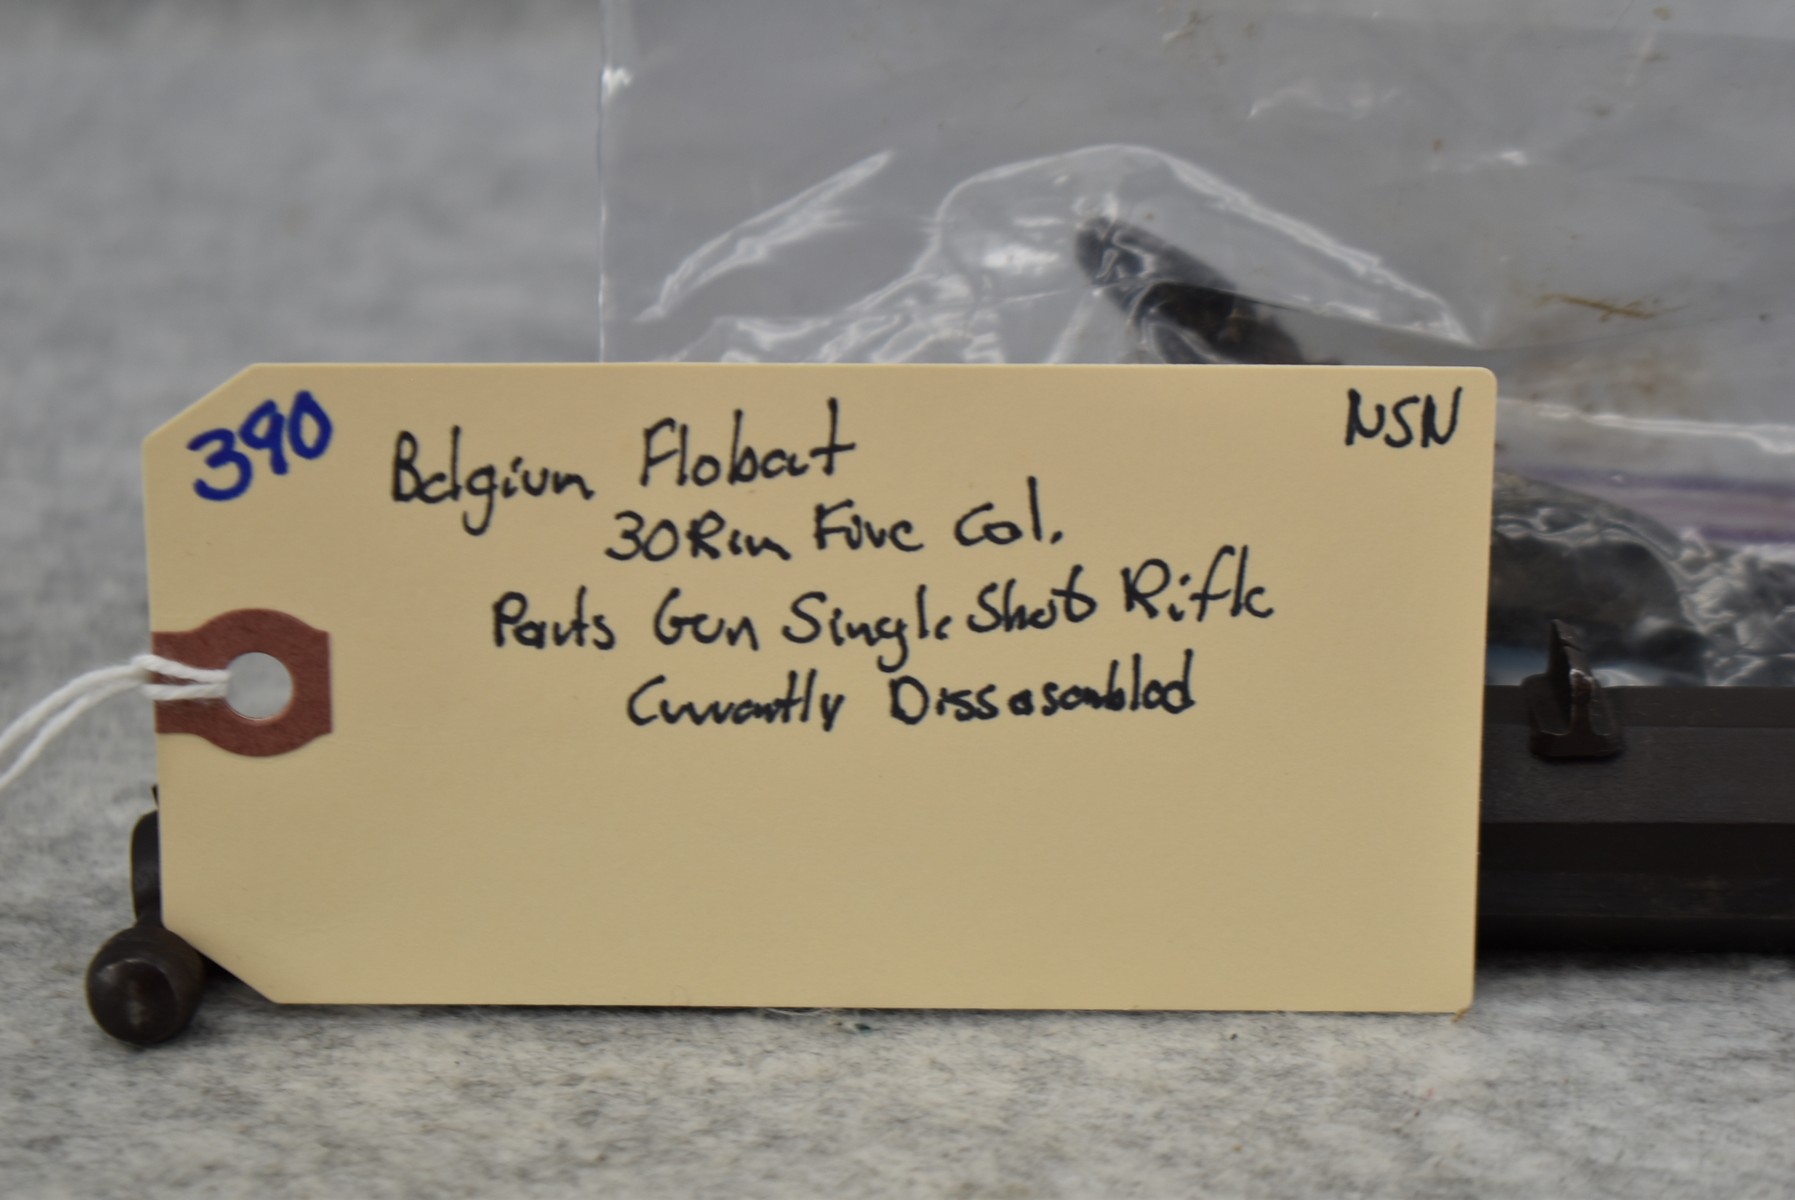 390
NSN
Belgium Flobert
30 Rim Fire Cal.
Parts Gun Single Shot Rifle
Currently Dissasembled